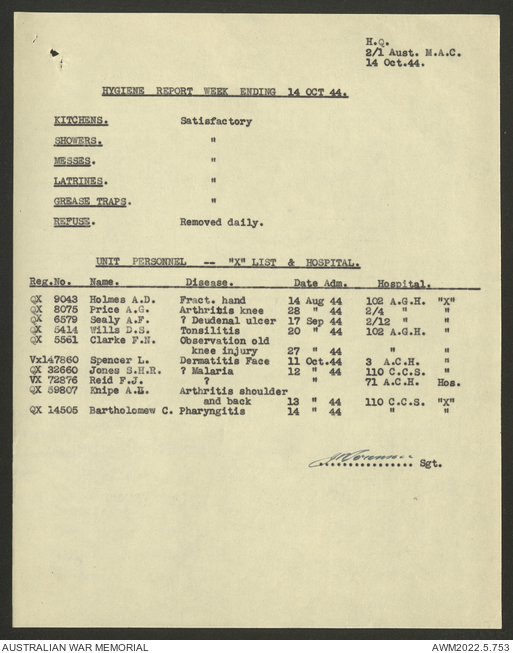 H.Q.
2/1 Aust. M.A.C.
14 Oct.44.
HYGIENE REPORT WEEK ENDING 14 OCT 44.
KITCHENS. Satisfactory
SHOWERS. "
MESSES. "
LATRINES. "
GREASE TRAPS. "
REFUSE. Removed daily.
UNIT PERSONNEL -- "X" LIST & HOSPITAL.
Reg.No. Name. Disease. Date Adm. Hospital.
QX 9043 Holmes A.D. Fract. hand 14 Aug 44 102 A.G.H. "X"
QX 8075 Price A.G. Arthritis knee 28 " 44 2/4 " "
QX 6579 Sealy A.F. ? Deudenal ulcer 17 Sep 44 2/12 " "
QX 5414 Wills D.S. Tonsilitis 20 " 44 102 A.G.H. "
QX 5561 Clarke F.N. Observation old
knee injury 27 " 44 " "
Vx147860 Spencer L. Dermatitis Face 11 Oct.44 3 A.C.H. "
QX 32660 Jones S.H.R. ? Malaria 12 " 44 110 C.C.S. "
VX 72876 Reid F.J. ? " 71 A.C.H. Hos.
QX 59807 Knipe A.E. Arthritis shoulder
and back 13 " 44 110 C.C.S. "X"
QX 14505 Bartholomew C. Pharyngitis 14 " 44 " "
................ Sgt.
AUSTRALIAN WAR MEMORIAL AWM2022.5.753